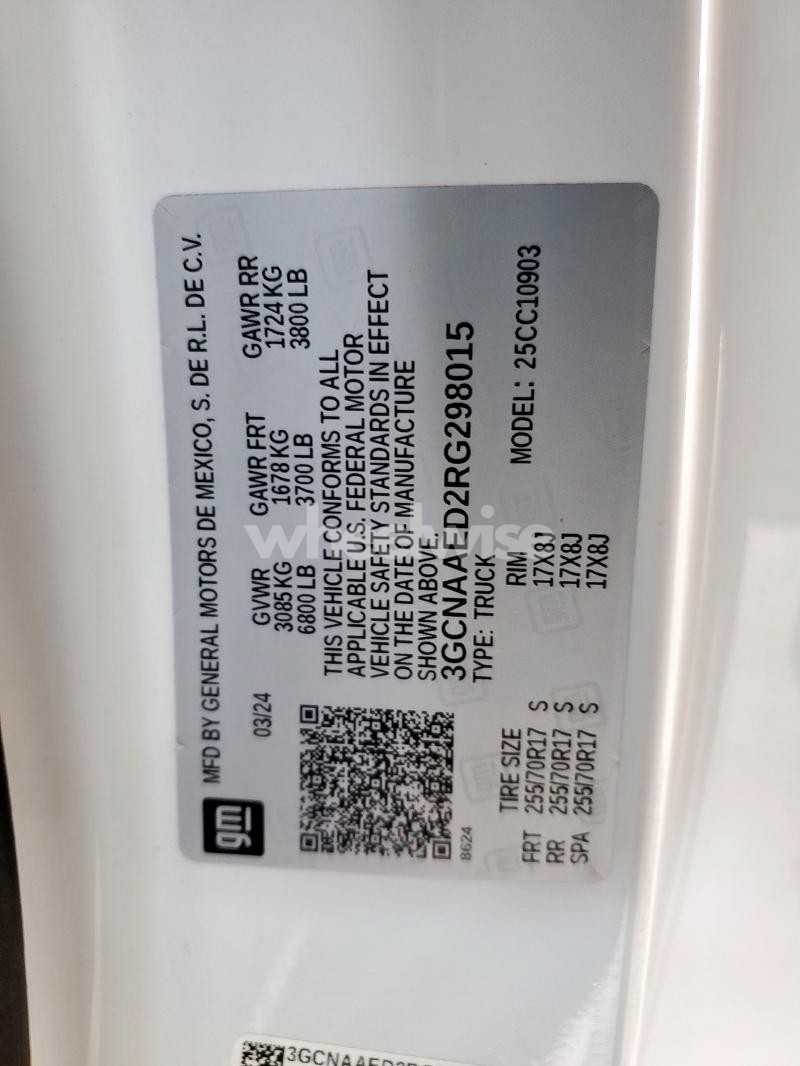 gm MFD BY GENERAL MOTORS DE MEXICO, S. DE R.L. DE C.V.
03/24
GVWR GAWR FRT GAWR RR
3085 KG 1678 KG 1724 KG
6800 LB 3700 LB 3800 LB
THIS VEHICLE CONFORMS TO ALL
APPLICABLE U.S. FEDERAL MOTOR
VEHICLE SAFETY STANDARDS IN EFFECT
ON THE DATE OF MANUFACTURE
SHOWN ABOVE.
3GCNAAED2RG298015
8624 TYPE: TRUCK
MODEL: 25CC10903
TIRE SIZE RIM
FRT 255/70R17 S 17X8J
RR 255/70R17 S 17X8J
SPA 255/70R17 S 17X8J
wheelwise